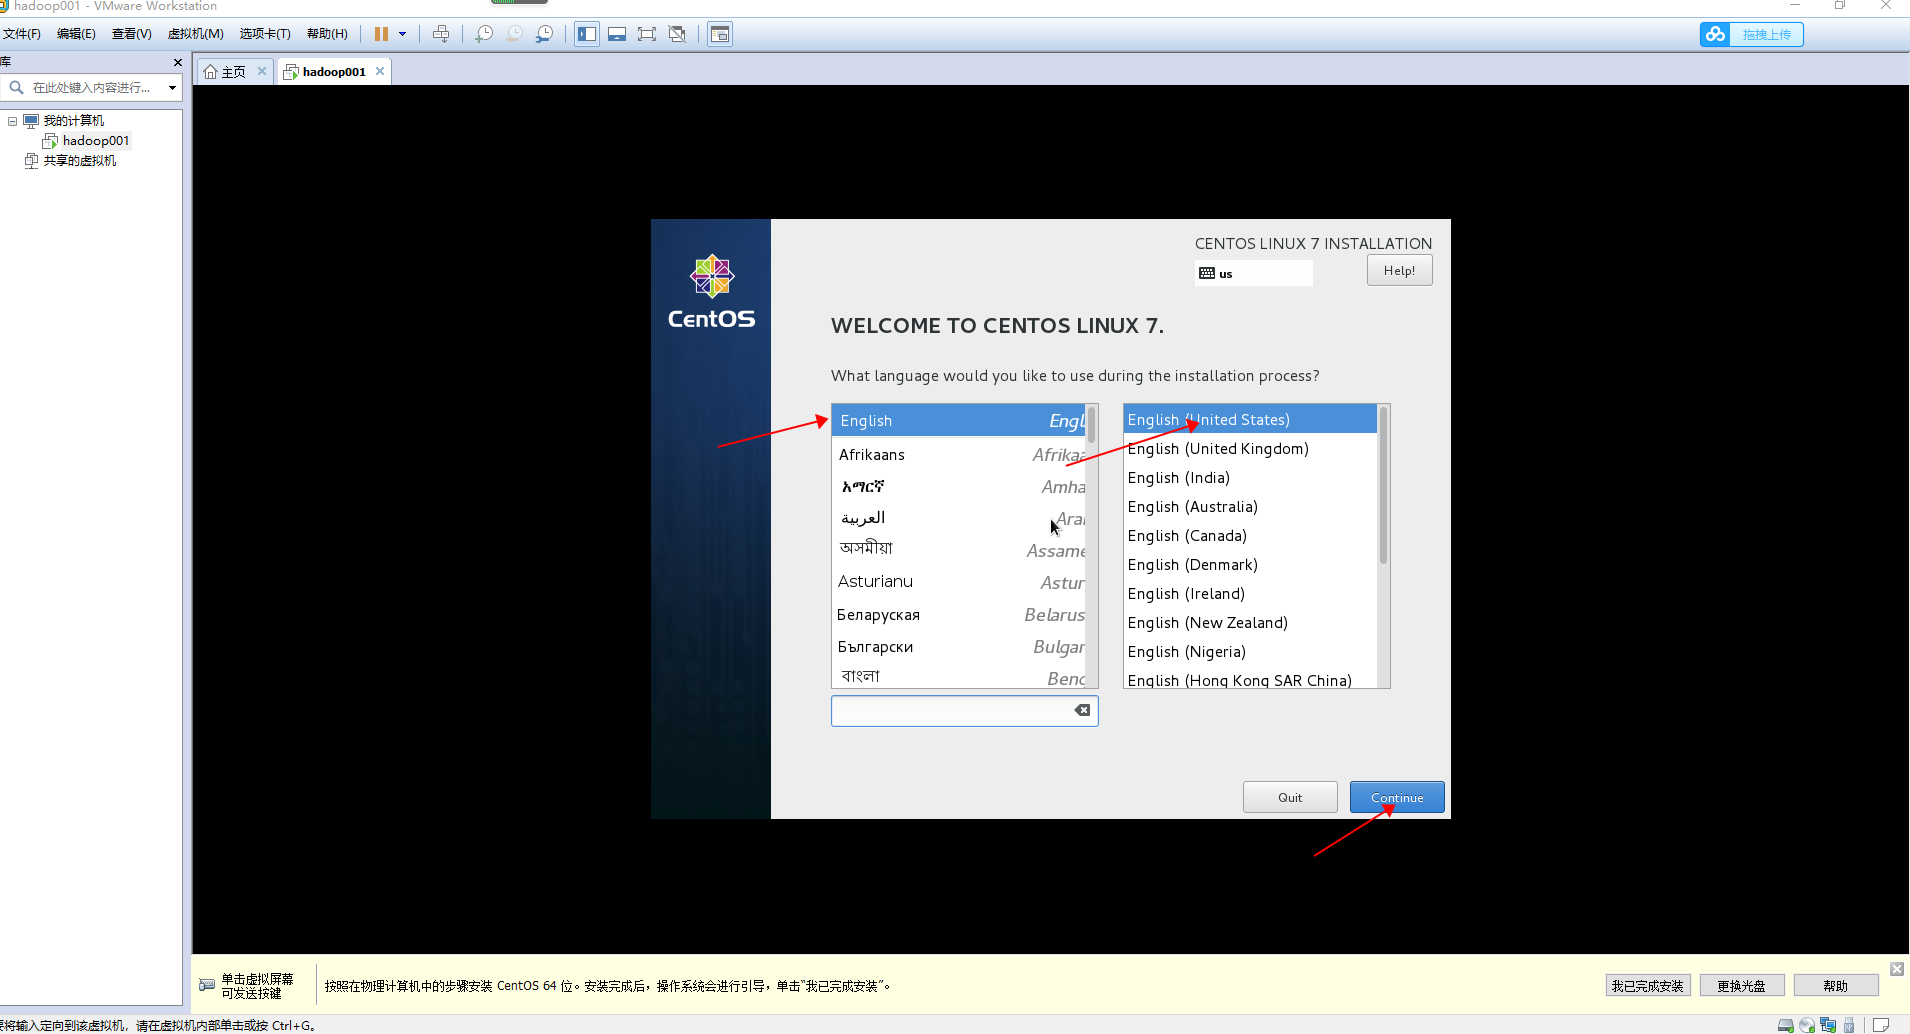 hadoop001 - VMware Workstation
文件(F) 编辑(E) 查看(V) 虚拟机(M) 选项卡(T) 帮助(H)
拖拽上传
库
主页 hadoop001
在此处键入内容进行...
我的计算机
hadoop001
共享的虚拟机
CENTOS LINUX 7 INSTALLATION
us
Help!
CentOS
WELCOME TO CENTOS LINUX 7.
What language would you like to use during the installation process?
English Engl
Afrikaans Afrikaa
አማርኛ Amha
العربية Ara
অসমীয়া Assame
Asturianu Astur
Беларуская Belarus
Български Bulgar
বাংলা Beng
English (United States)
English (United Kingdom)
English (India)
English (Australia)
English (Canada)
English (Denmark)
English (Ireland)
English (New Zealand)
English (Nigeria)
English (Hong Kong SAR China)
Quit Continue
单击虚拟屏幕
可发送按键
按照在物理计算机中的步骤安装 CentOS 64 位。安装完成后，操作系统会进行引导，单击“我已完成安装”。
我已完成安装 更换光盘 帮助
要将输入定向到该虚拟机，请在虚拟机内部单击或按 Ctrl+G。